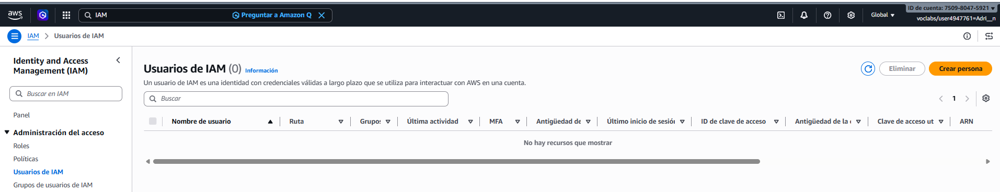 aws
IAM
Preguntar a Amazon Q
Global
ID de cuenta: 7509-8047-5921
voclabs/user4947761=Adri__n
IAM > Usuarios de IAM
Identity and Access
Management (IAM)
Buscar en IAM
Panel
Administración del acceso
Roles
Políticas
Usuarios de IAM
Grupos de usuarios de IAM
Usuarios de IAM (0) Información
Eliminar
Crear persona
Un usuario de IAM es una identidad con credenciales válidas a largo plazo que se utiliza para interactuar con AWS en una cuenta.
Buscar
1
Nombre de usuario Ruta Grupos Última actividad MFA Antigüedad de Último inicio de sesión ID de clave de acceso Antigüedad de la Clave de acceso ut ARN
No hay recursos que mostrar